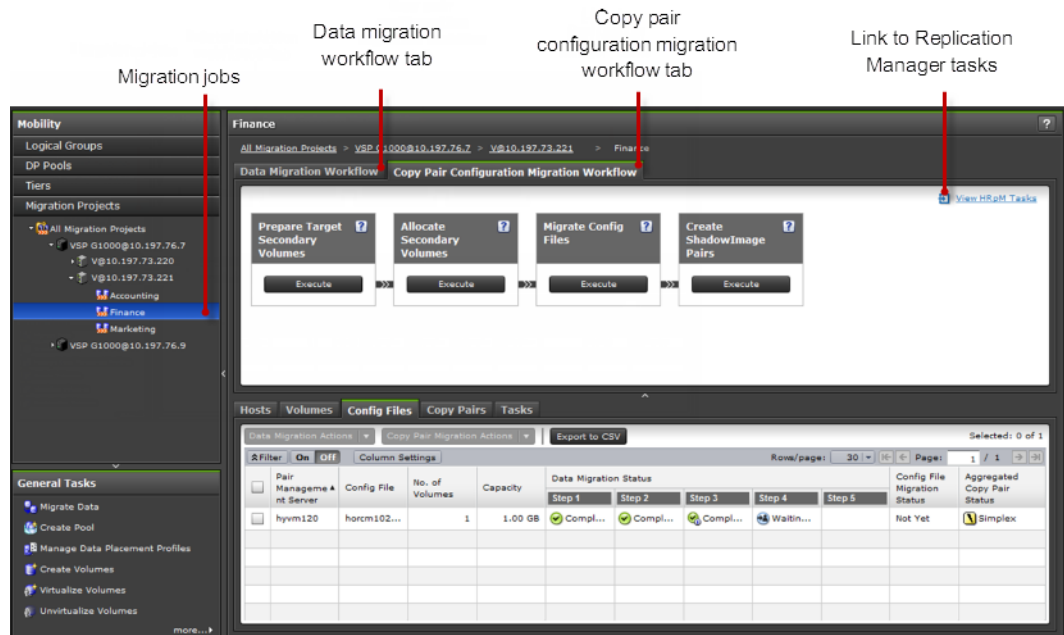 Migration jobs
Data migration
workflow tab
Copy pair
configuration migration
workflow tab
Link to Replication
Manager tasks
Mobility
Logical Groups
DP Pools
Tiers
Migration Projects
All Migration Projects
VSP G1000@10.197.76.7
V@10.197.73.220
V@10.197.73.221
Accounting
Finance
Marketing
VSP G1000@10.197.76.9
General Tasks
Migrate Data
Create Pool
Manage Data Placement Profiles
Create Volumes
Virtualize Volumes
Unvirtualize Volumes
more...
Finance
?
All Migration Projects > VSP G1000@10.197.76.7 > V@10.197.73.221 > Finance
Data Migration Workflow
Copy Pair Configuration Migration Workflow
View HRpM Tasks
Prepare Target
Secondary
Volumes
?
Execute
Allocate
Secondary
Volumes
?
Execute
Migrate Config
Files
?
Execute
Create
ShadowImage
Pairs
?
Execute
Hosts Volumes Config Files Copy Pairs Tasks
Data Migration Actions Copy Pair Migration Actions Export to CSV Selected: 0 of 1
Filter On Off Column Settings Rows/page: 30 Page: 1 / 1
Pair
Manageme
nt Server
Config File
No. of
Volumes
Capacity
Data Migration Status
Step 1 Step 2 Step 3 Step 4 Step 5
Config File
Migration
Status
Aggregated
Copy Pair
Status
hyvm120 horcm102... 1 1.00 GB Compl... Compl... Compl... Waitin... Not Yet Simplex